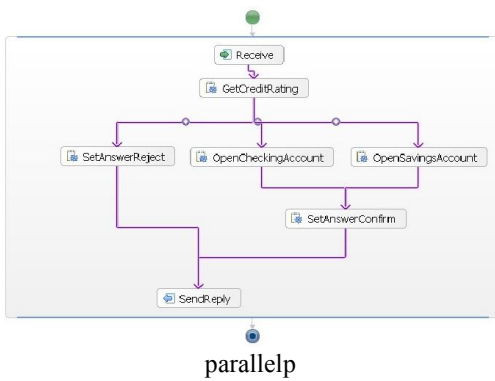 Receive
GetCreditRating
SetAnswerReject
OpenCheckingAccount
OpenSavingsAccount
SetAnswerConfirm
SendReply
parallelp